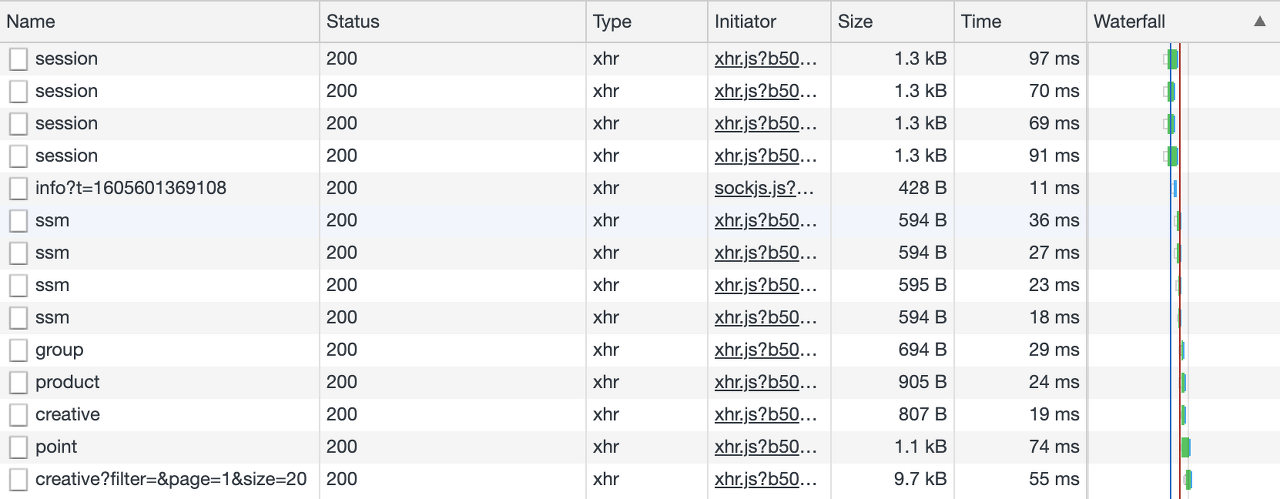 Name Status Type Initiator Size Time Waterfall ▲
session 200 xhr xhr.js?b50... 1.3 kB 97 ms
session 200 xhr xhr.js?b50... 1.3 kB 70 ms
session 200 xhr xhr.js?b50... 1.3 kB 69 ms
session 200 xhr xhr.js?b50... 1.3 kB 91 ms
info?t=1605601369108 200 xhr sockjs.js?... 428 B 11 ms
ssm 200 xhr xhr.js?b50... 594 B 36 ms
ssm 200 xhr xhr.js?b50... 594 B 27 ms
ssm 200 xhr xhr.js?b50... 595 B 23 ms
ssm 200 xhr xhr.js?b50... 594 B 18 ms
group 200 xhr xhr.js?b50... 694 B 29 ms
product 200 xhr xhr.js?b50... 905 B 24 ms
creative 200 xhr xhr.js?b50... 807 B 19 ms
point 200 xhr xhr.js?b50... 1.1 kB 74 ms
creative?filter=&page=1&size=20 200 xhr xhr.js?b50... 9.7 kB 55 ms